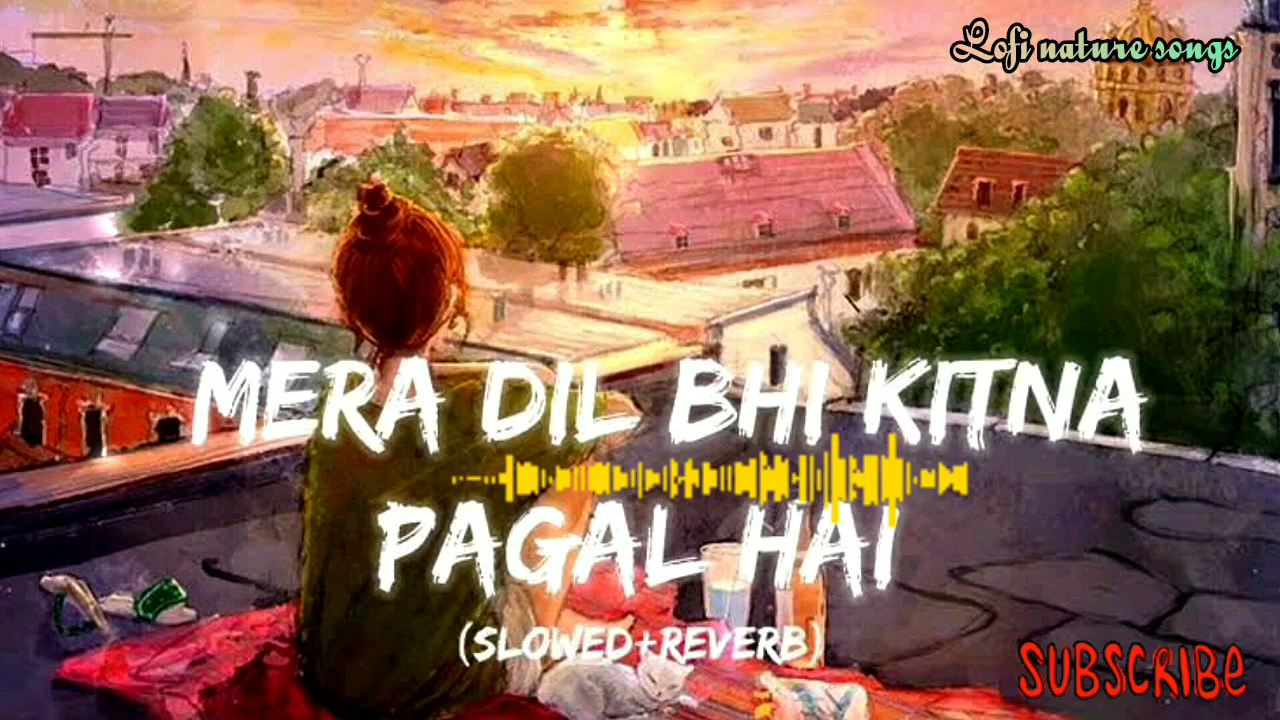 Lofi nature songs
MERA DIL BHI KITNA
PAGAL HAI
(SLOWED+REVERB)
SUBSCRIBE